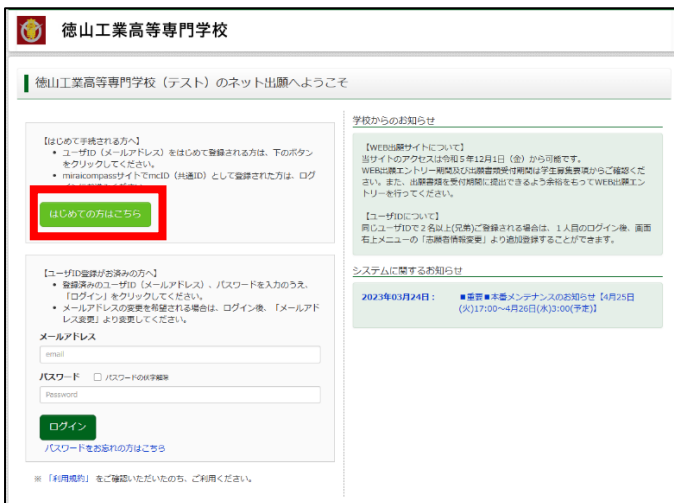 徳山工業高等専門学校
徳山工業高等専門学校（テスト）のネット出願へようこそ
【はじめて手続される方へ】
• ユーザID（メールアドレス）をはじめて登録される方は、下のボタン
をクリックしてください。
• miraicompassサイトでmcID（共通ID）として登録された方は、ログ
はじめての方はこちら
【ユーザID登録がお済みの方へ】
• 登録済みのユーザID（メールアドレス）、パスワードを入力のうえ、
「ログイン」をクリックしてください。
• メールアドレスの変更を希望される場合は、ログイン後、「メールアド
レス変更」より変更してください。
メールアドレス
email
パスワード □ パスワードの伏字解除
Password
ログイン
パスワードをお忘れの方はこちら
※ 「利用規約」 をご確認いただいたのち、ご利用ください。
学校からのお知らせ
【WEB出願サイトについて】
当サイトのアクセスは令和５年12月1日（金）から可能です。
WEB出願エントリー期間及び出願書類受付期間は学生募集要項からご確認くだ
さい。また、出願書類を受付期間に提出できるよう余裕をもってWEB出願エン
トリーを行ってください。
【ユーザIDについて】
同じユーザIDで２名以上(兄弟)ご登録される場合は、１人目のログイン後、画面
右上メニューの「志願者情報変更」より追加登録することができます。
システムに関するお知らせ
2023年03月24日： ■重要■本番メンテナンスのお知らせ【4月25日
(火)17:00～4月26日(水)3:00(予定)】